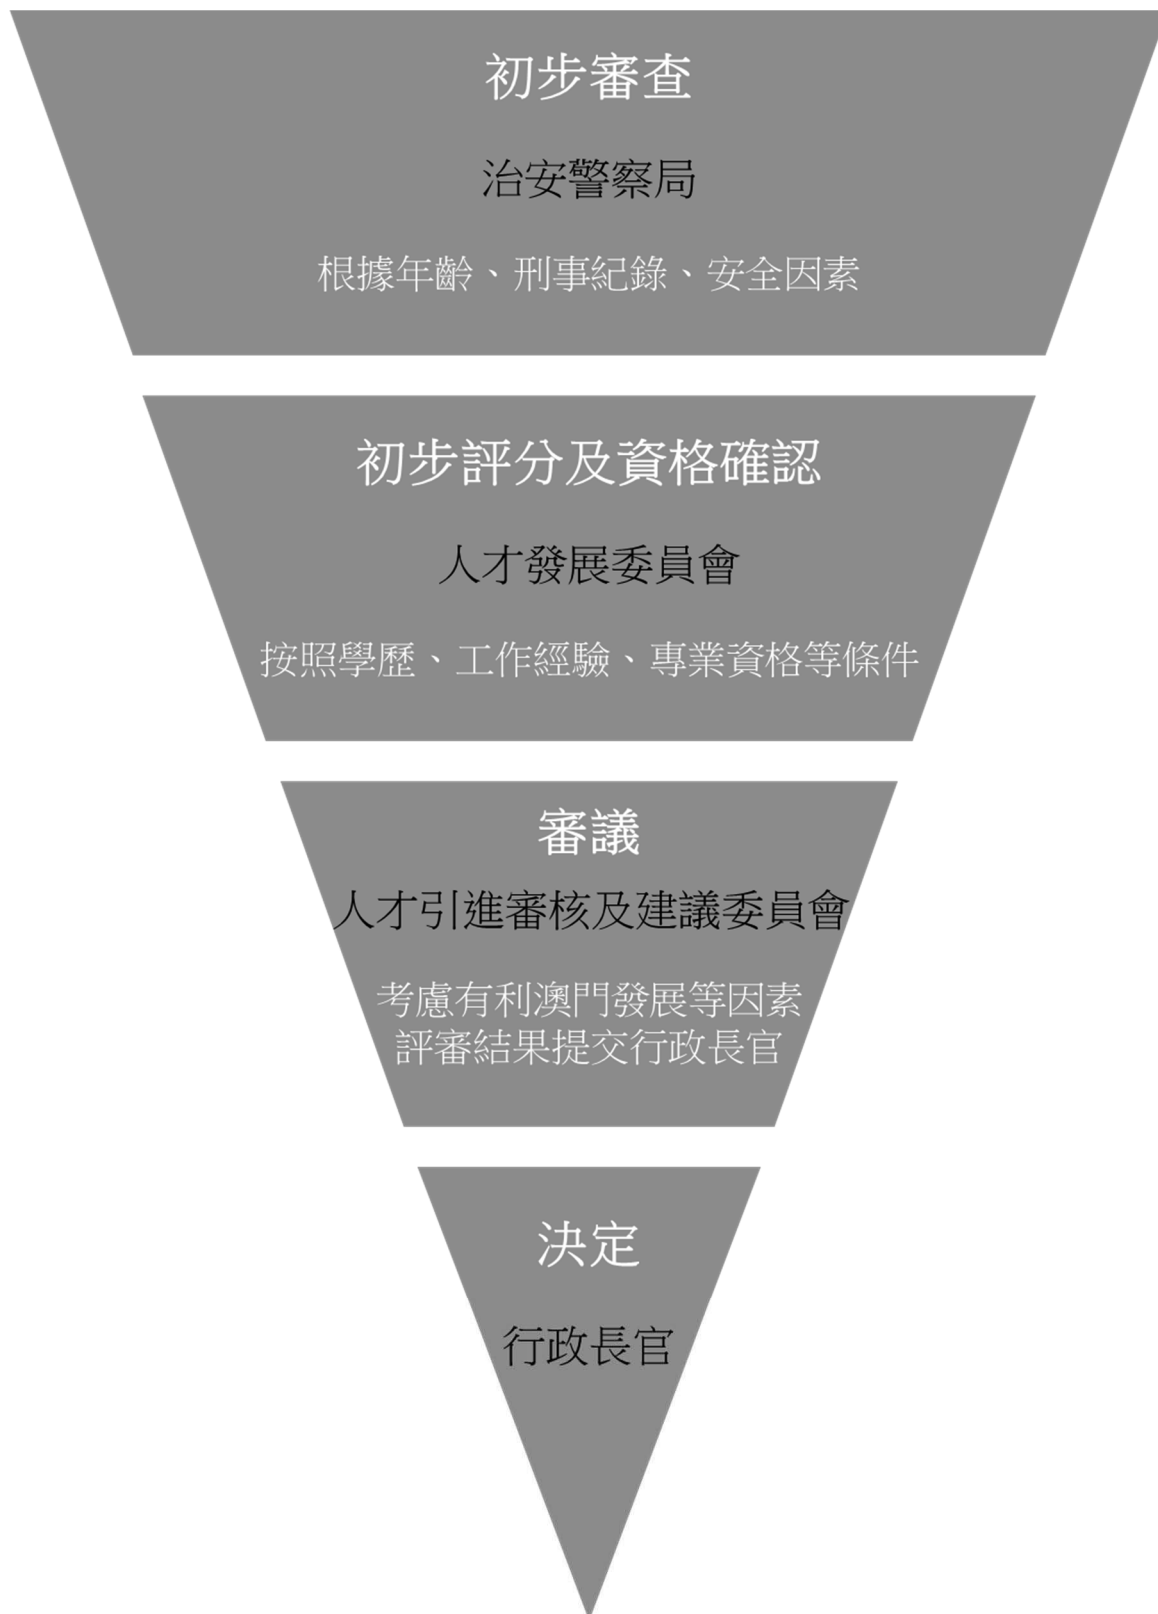 初步審查
治安警察局
根據年齡、刑事紀錄、安全因素
初步評分及資格確認
人才發展委員會
按照學歷、工作經驗、專業資格等條件
審議
人才引進審核及建議委員會
考慮有利澳門發展等因素
評審結果提交行政長官
決定
行政長官